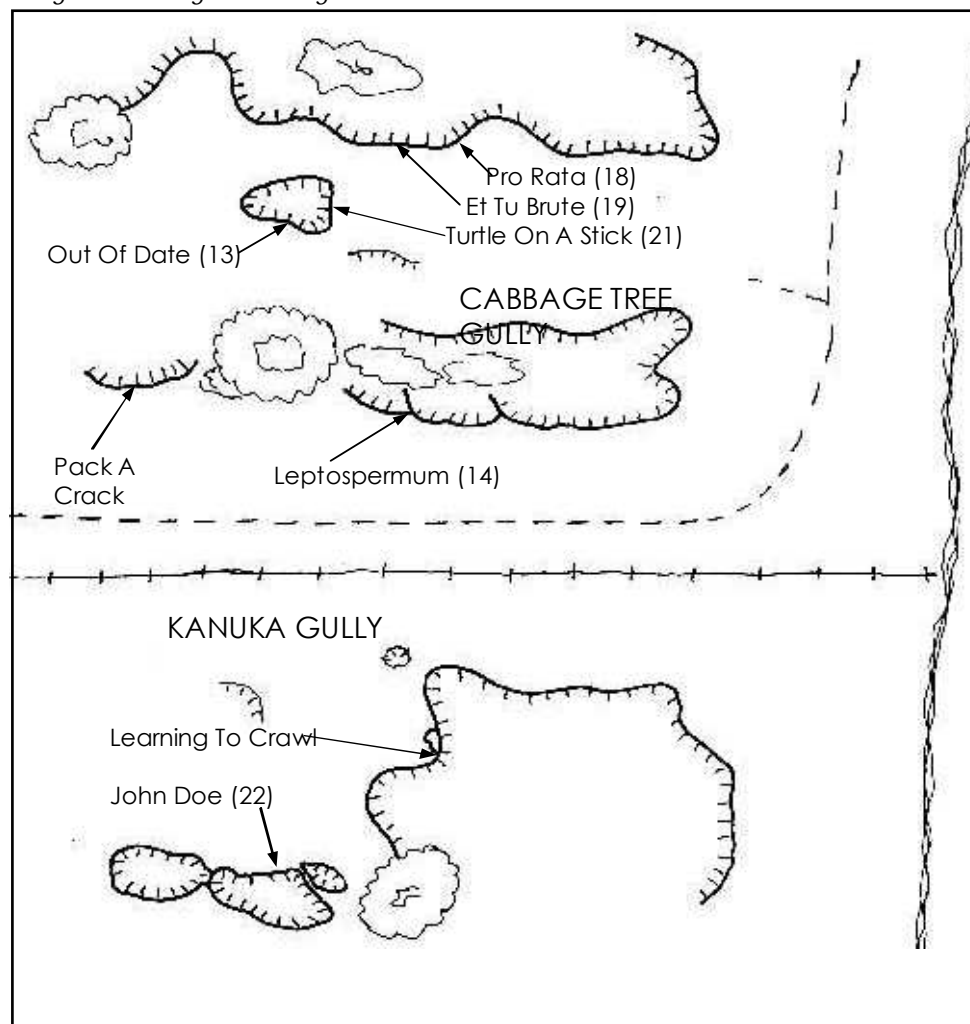 Pro Rata (18)
Et Tu Brute (19)
Turtle On A Stick (21)
Out Of Date (13)
CABBAGE TREE
GULLY
Pack A
Crack
Leptospermum (14)
KANUKA GULLY
Learning To Crawl
John Doe (22)